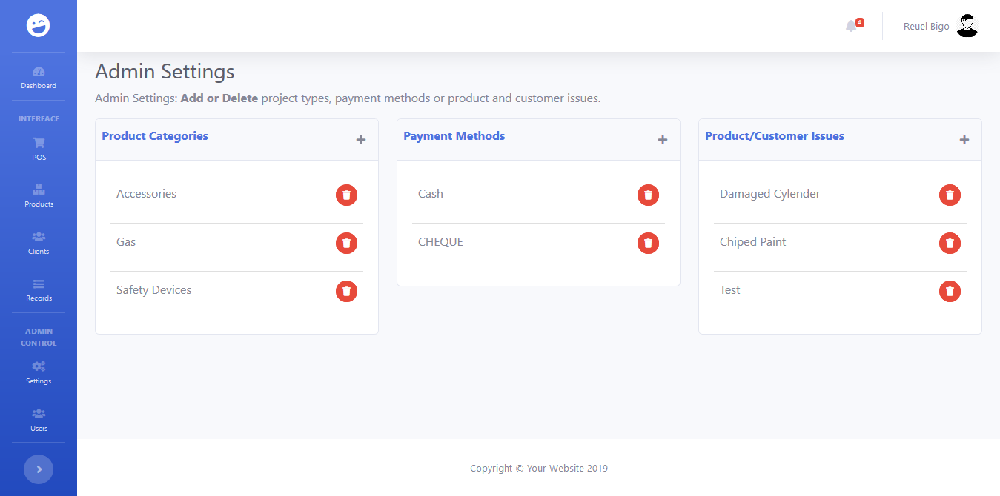 4
Reuel Bigo
Dashboard
INTERFACE
POS
Products
Clients
Records
ADMIN
CONTROL
Settings
Users
Admin Settings
Admin Settings: Add or Delete project types, payment methods or product and customer issues.
Product Categories
Accessories
Gas
Safety Devices
Payment Methods
Cash
CHEQUE
Product/Customer Issues
Damaged Cylender
Chiped Paint
Test
Copyright © Your Website 2019